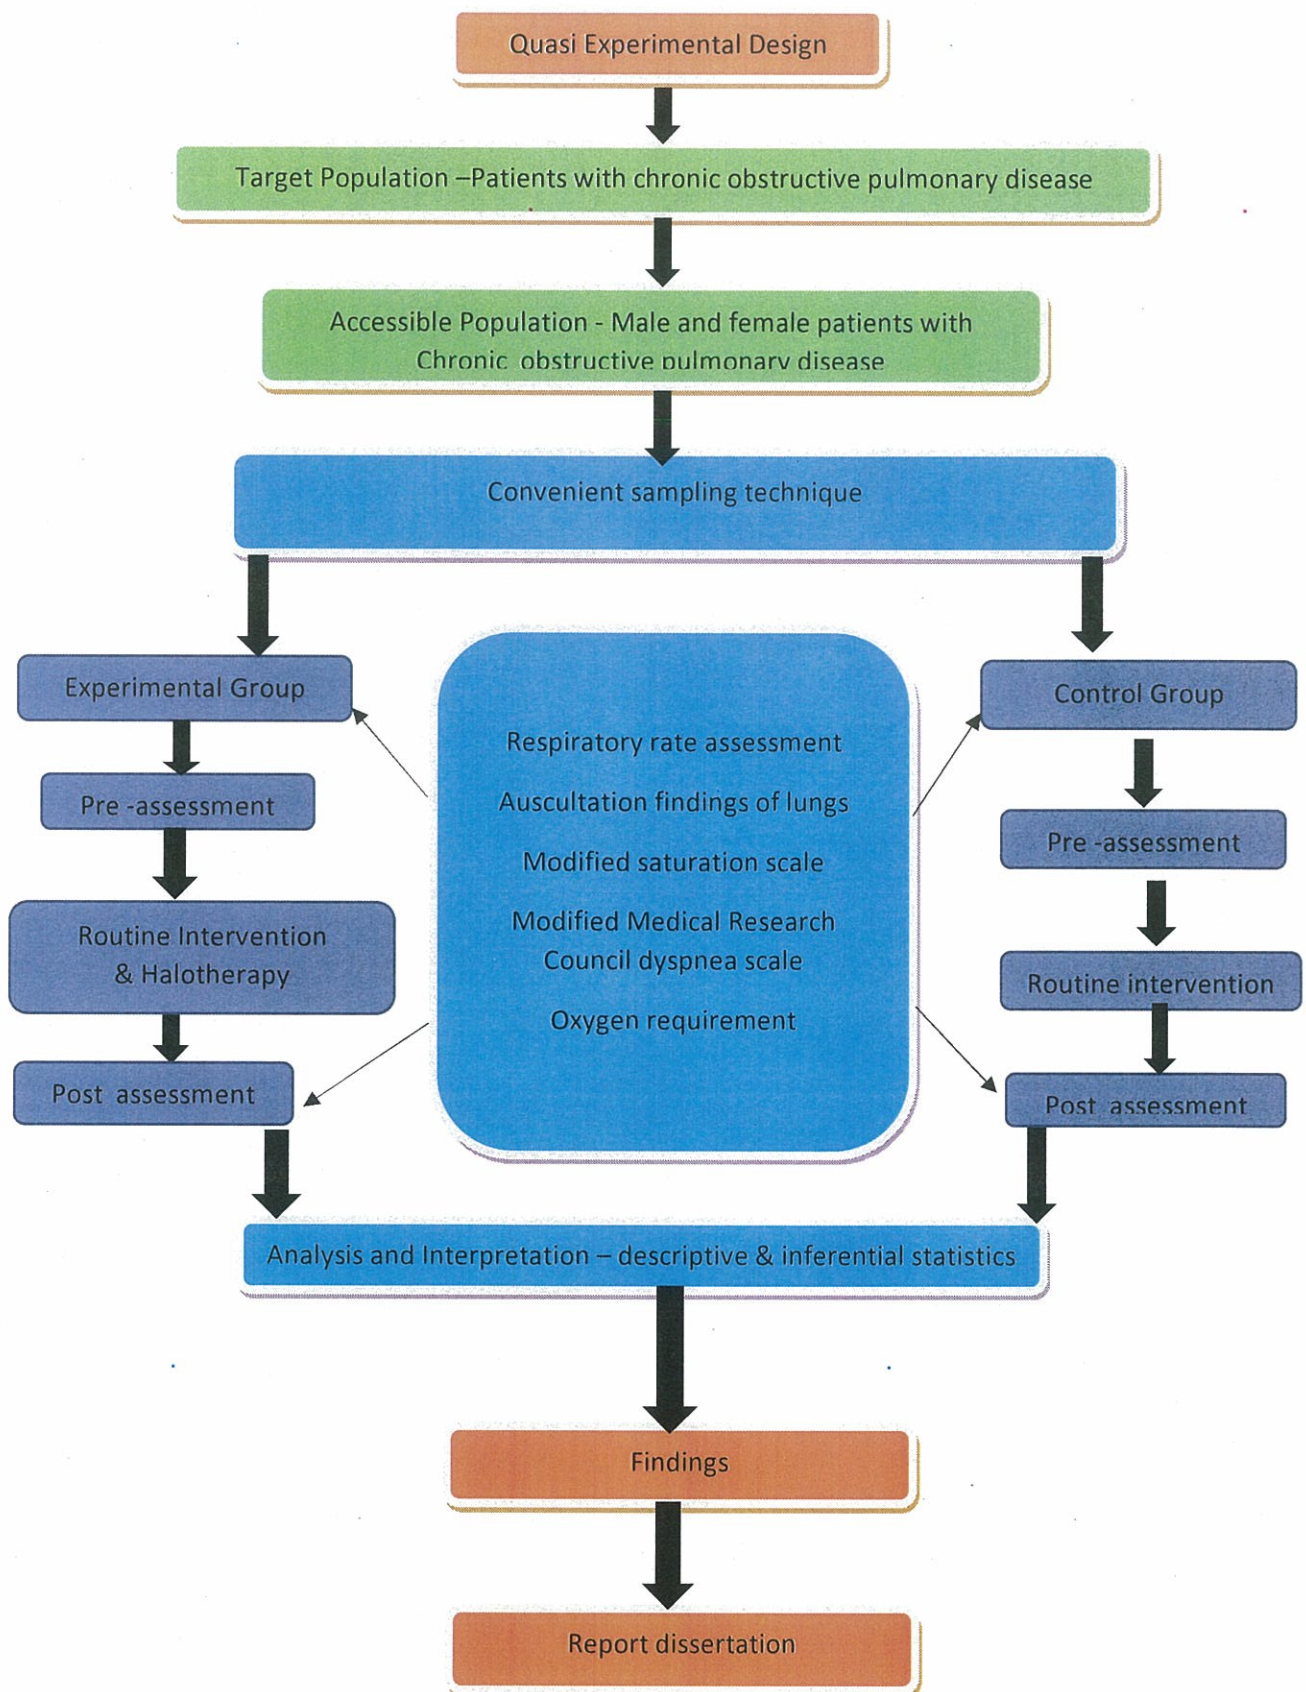 Quasi Experimental Design
Target Population –Patients with chronic obstructive pulmonary disease
Accessible Population - Male and female patients with
Chronic obstructive pulmonary disease
Convenient sampling technique
Experimental Group
Pre -assessment
Routine Intervention
& Halotherapy
Post assessment
Respiratory rate assessment
Auscultation findings of lungs
Modified saturation scale
Modified Medical Research
Council dyspnea scale
Oxygen requirement
Control Group
Pre -assessment
Routine intervention
Post assessment
Analysis and Interpretation – descriptive & inferential statistics
Findings
Report dissertation